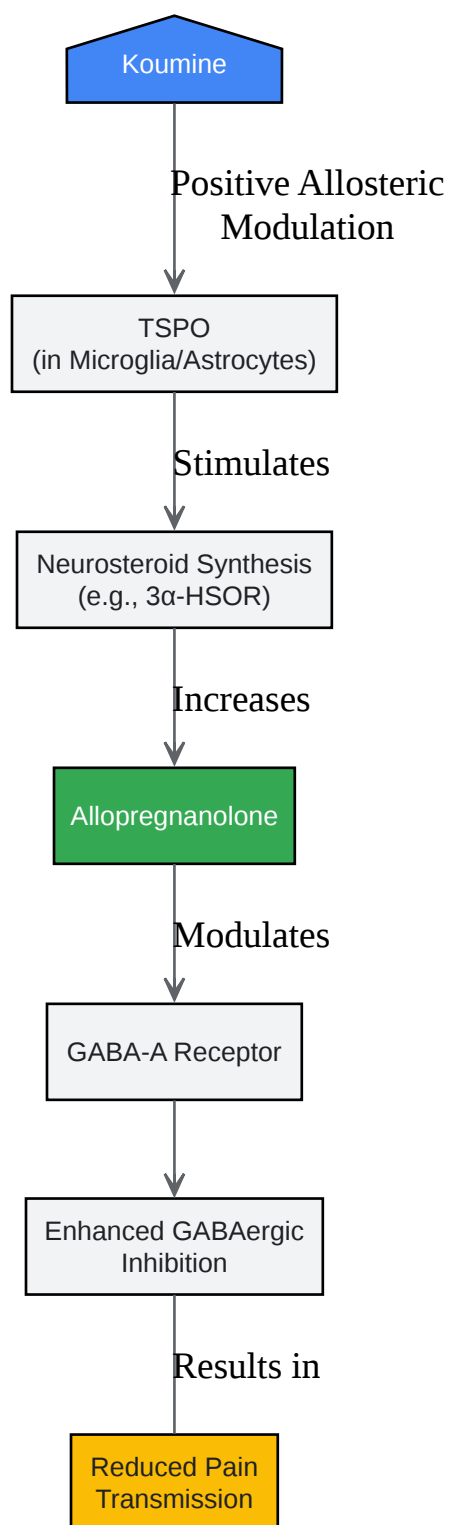 Koumine
Positive Allosteric
Modulation
TSPO
(in Microglia/Astrocytes)
Stimulates
Neurosteroid Synthesis
(e.g., 3α-HSOR)
Increases
Allopregnanolone
Modulates
GABA-A Receptor
Enhanced GABAergic
Inhibition
Results in
Reduced Pain
Transmission